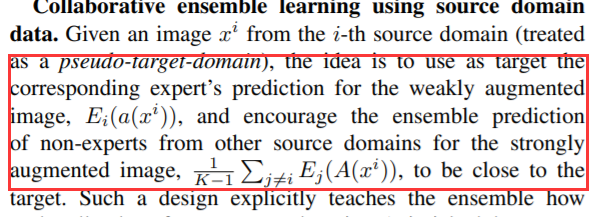 Collaborative ensemble learning using source domain
data. Given an image x^i from the i-th source domain (treated
as a pseudo-target-domain), the idea is to use as target the
corresponding expert's prediction for the weakly augmented
image, E_i(a(x^i)), and encourage the ensemble prediction
of non-experts from other source domains for the strongly
augmented image, \frac{1}{K-1} \sum_{j \neq i} E_j(A(x^i)), to be close to the
target. Such a design explicitly teaches the ensemble how